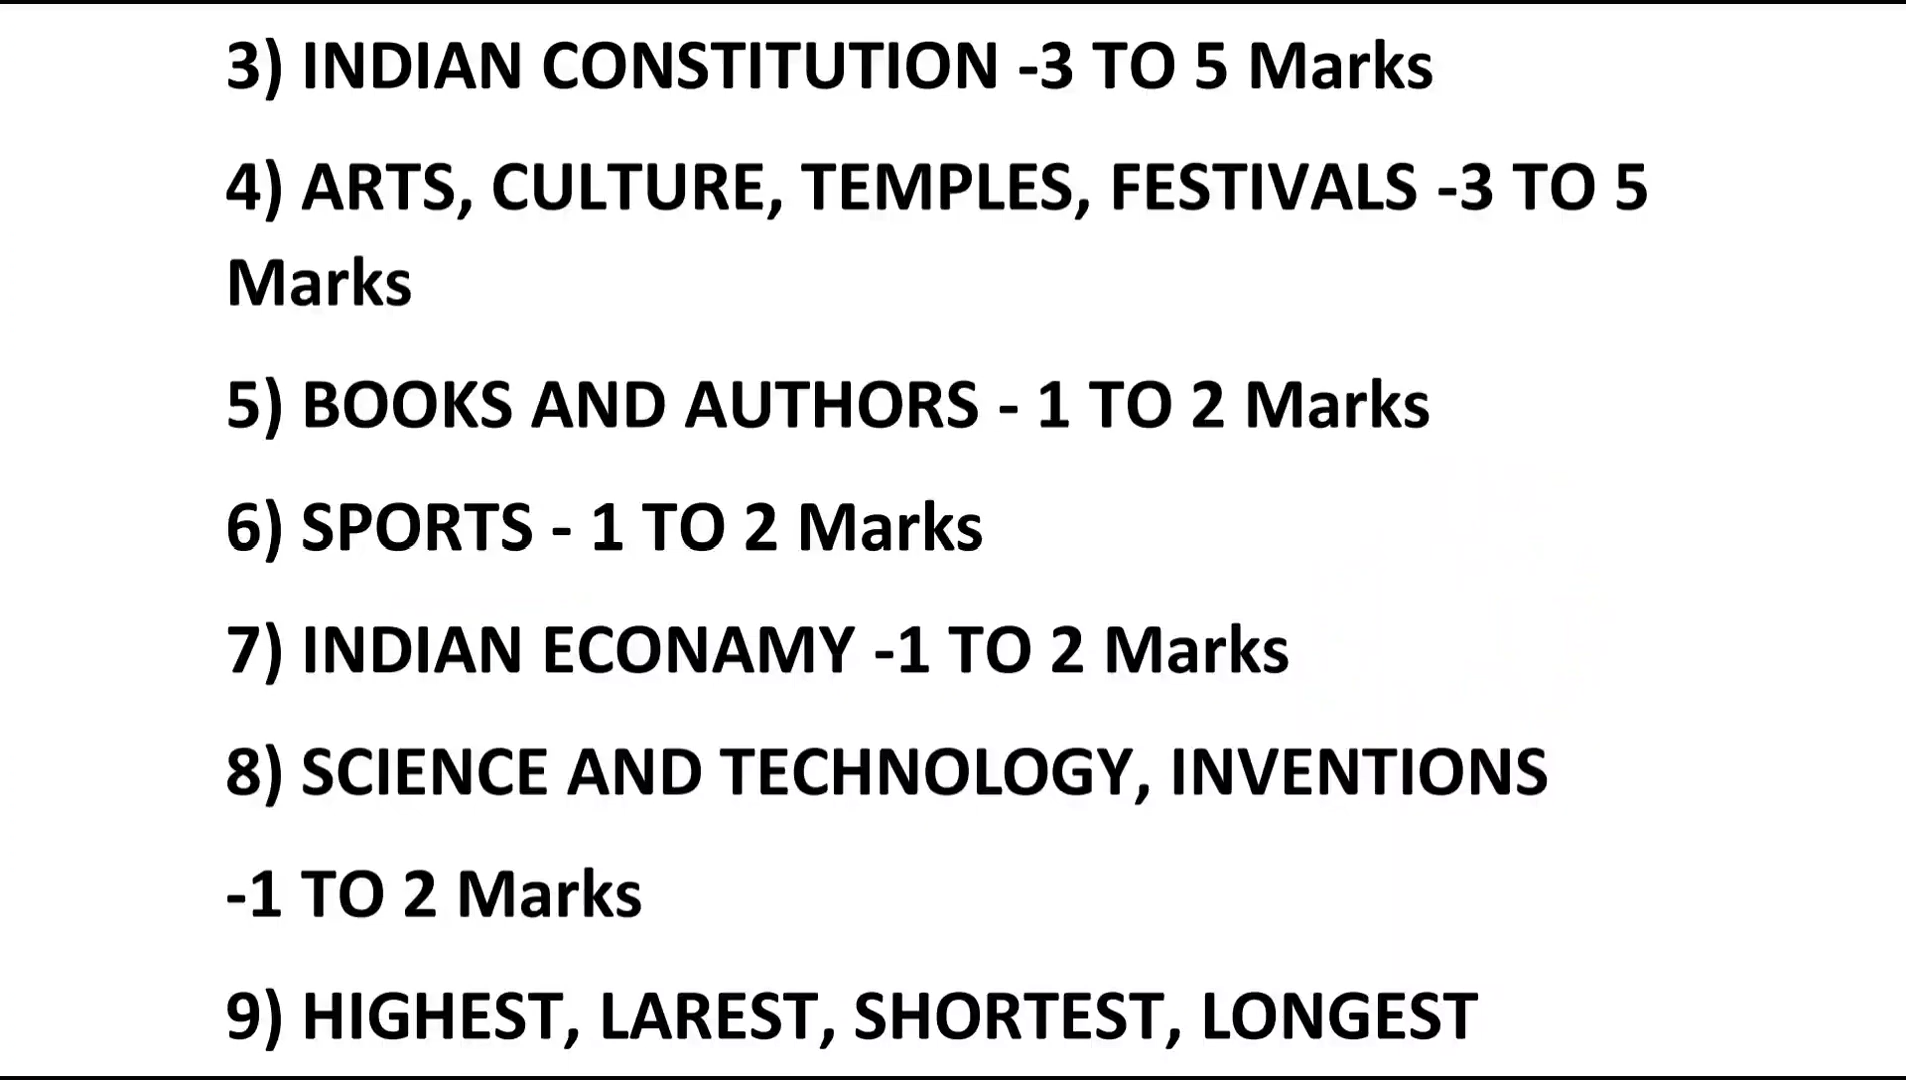 3) INDIAN CONSTITUTION -3 TO 5 Marks
4) ARTS, CULTURE, TEMPLES, FESTIVALS -3 TO 5
Marks
5) BOOKS AND AUTHORS - 1 TO 2 Marks
6) SPORTS - 1 TO 2 Marks
7) INDIAN ECONAMY -1 TO 2 Marks
8) SCIENCE AND TECHNOLOGY, INVENTIONS
-1 TO 2 Marks
9) HIGHEST, LAREST, SHORTEST, LONGEST